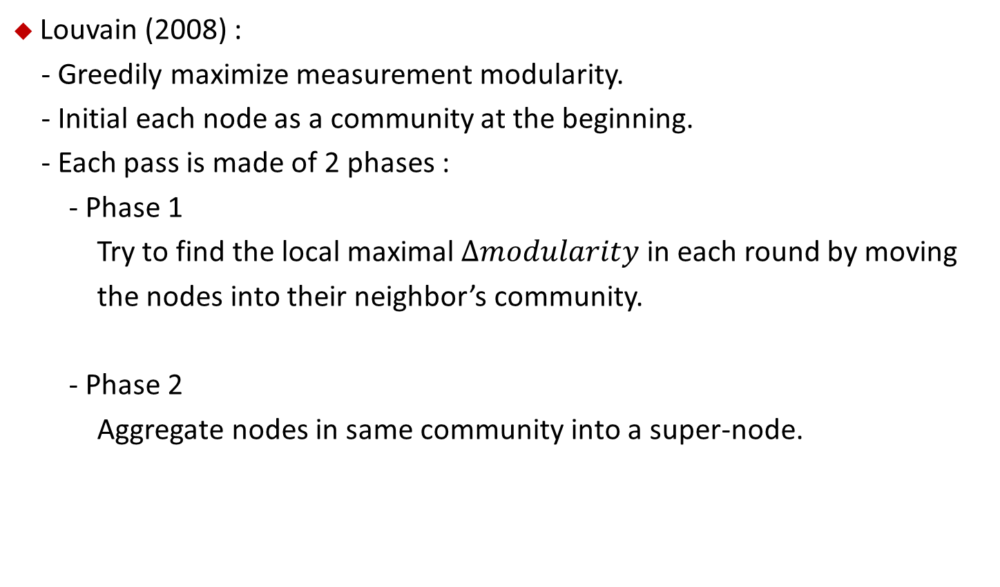 ◆ Louvain (2008) :
- Greedily maximize measurement modularity.
- Initial each node as a community at the beginning.
- Each pass is made of 2 phases :
- Phase 1
Try to find the local maximal Δ𝑚𝑜𝑑𝑢𝑙𝑎𝑟𝑖𝑡𝑦 in each round by moving
the nodes into their neighbor’s community.
- Phase 2
Aggregate nodes in same community into a super-node.